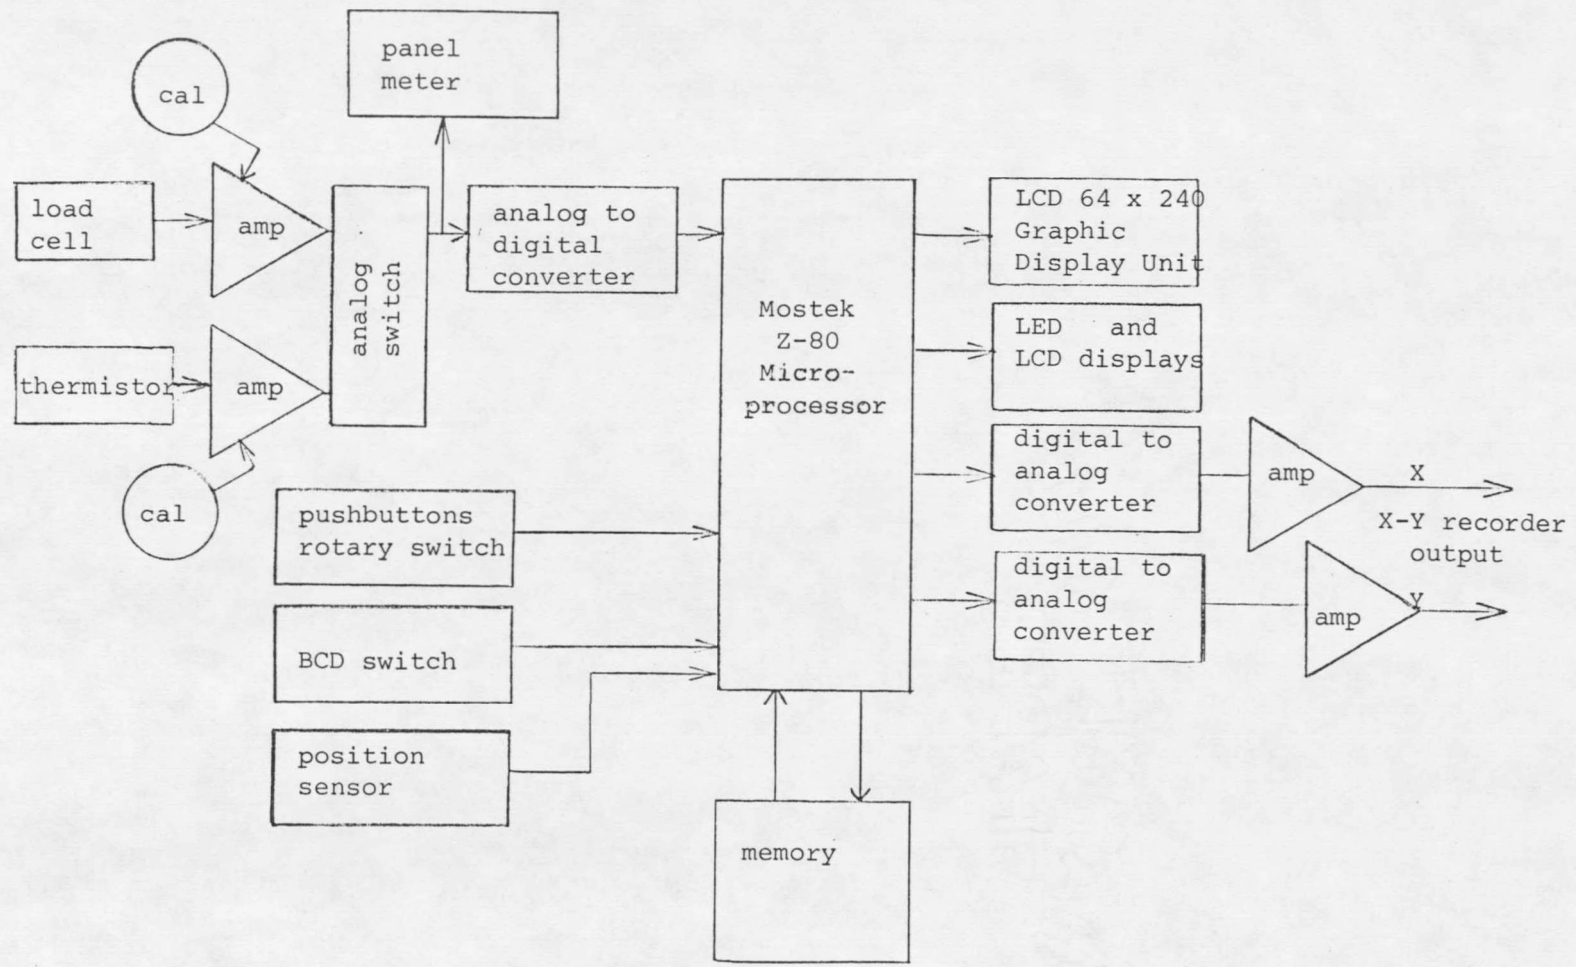 panel
meter
cal
load
cell
amp
analog
switch
analog to
digital
converter
thermistor
amp
cal
pushbuttons
rotary switch
BCD switch
position
sensor
Mostek
Z-80
Micro-
processor
memory
LCD 64 x 240
Graphic
Display Unit
LED and
LCD displays
digital to
analog
converter
amp
X
X-Y recorder
output
digital to
analog
converter
amp
Y